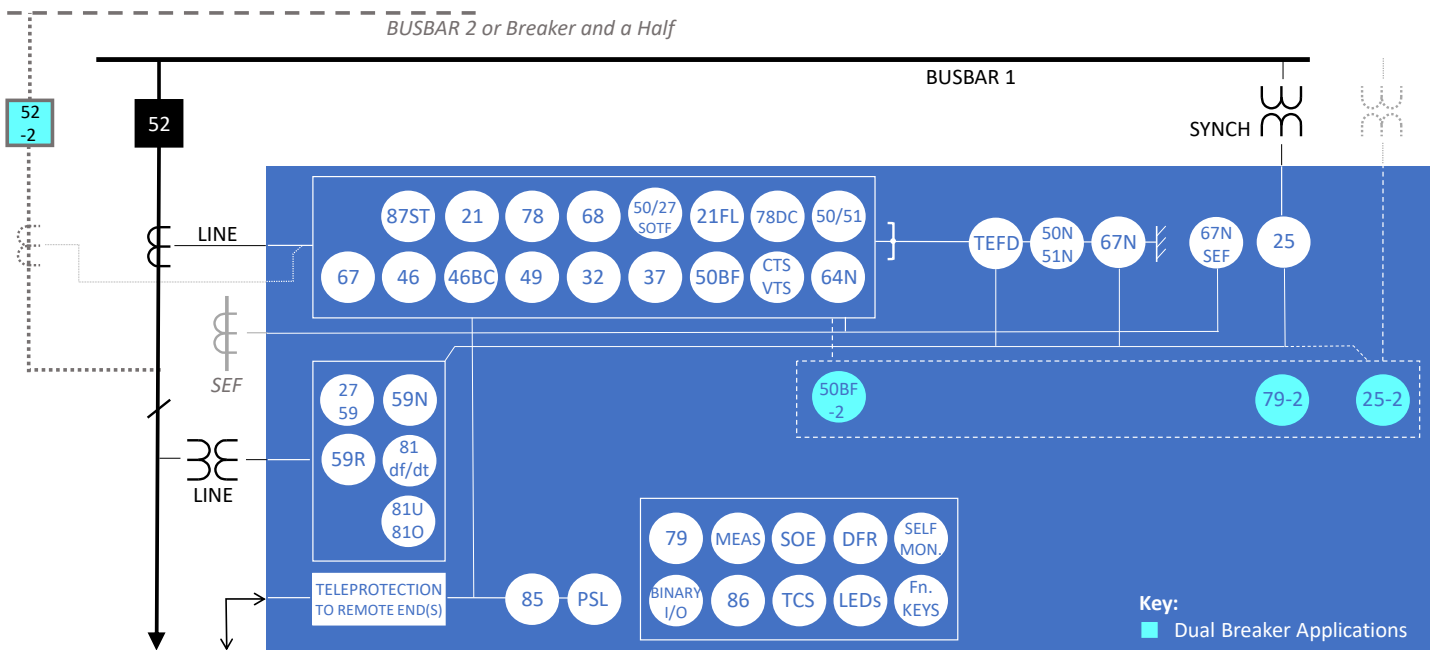 BUSBAR 2 or Breaker and a Half
BUSBAR 1
52
-2
52
SYNCH
LINE
87ST
21
78
68
50/27
SOTF
21FL
78DC
50/51
67
46
46BC
49
32
37
50BF
CTS
VTS
64N
TEFD
50N
51N
67N
67N
SEF
25
SEF
27
59
59N
59R
81
df/dt
81U
81O
LINE
50BF
-2
79-2
25-2
79
MEAS
SOE
DFR
SELF
MON.
BINARY
I/O
86
TCS
LEDs
Fn.
KEYS
TELEPROTECTION
TO REMOTE END(S)
85
PSL
Key:
Dual Breaker Applications